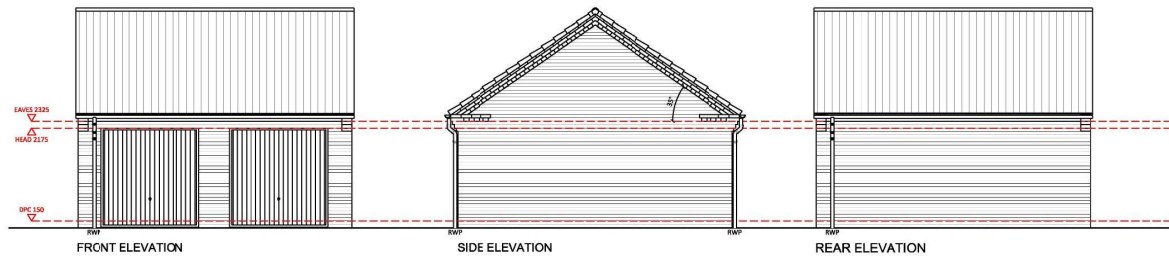 EAVES 2325
HEAD 2175
35°
DPC 150
RWP
RWP
RWP
RWP
FRONT ELEVATION
SIDE ELEVATION
REAR ELEVATION